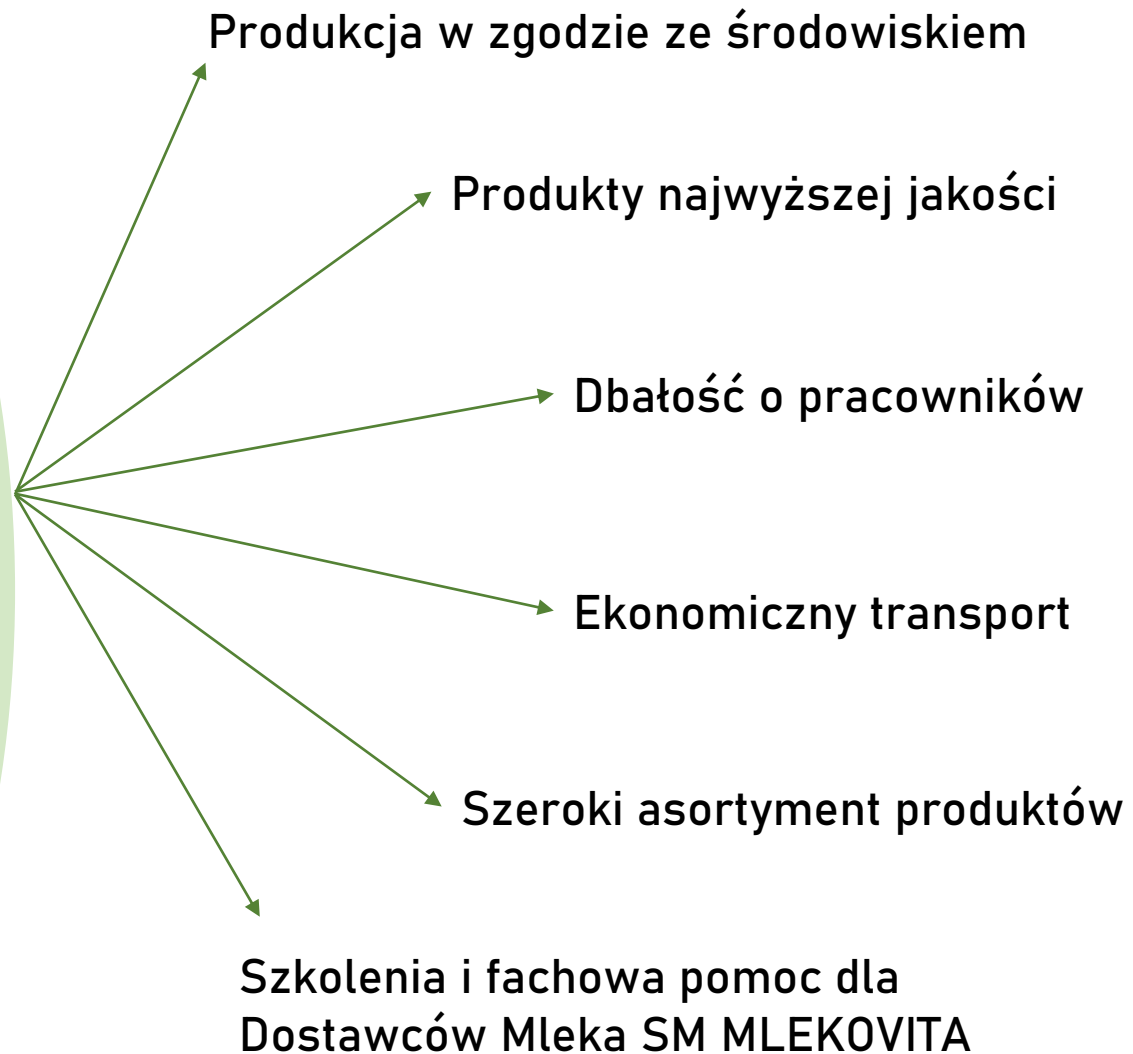 Produkcja w zgodzie ze środowiskiem
Produkty najwyższej jakości
Dbałość o pracowników
Ekonomiczny transport
Szeroki asortyment produktów
Szkolenia i fachowa pomoc dla
Dostawców Mleka SM MLEKOVITA